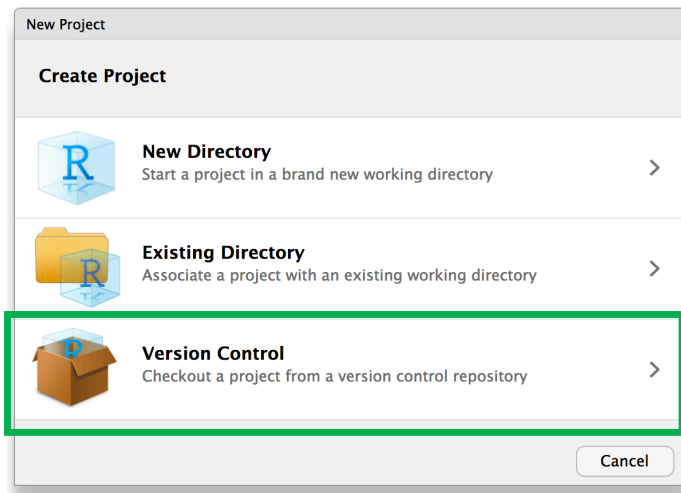 New Project
Create Project
R
New Directory
Start a project in a brand new working directory
R
Existing Directory
Associate a project with an existing working directory
R
Version Control
Checkout a project from a version control repository
Cancel